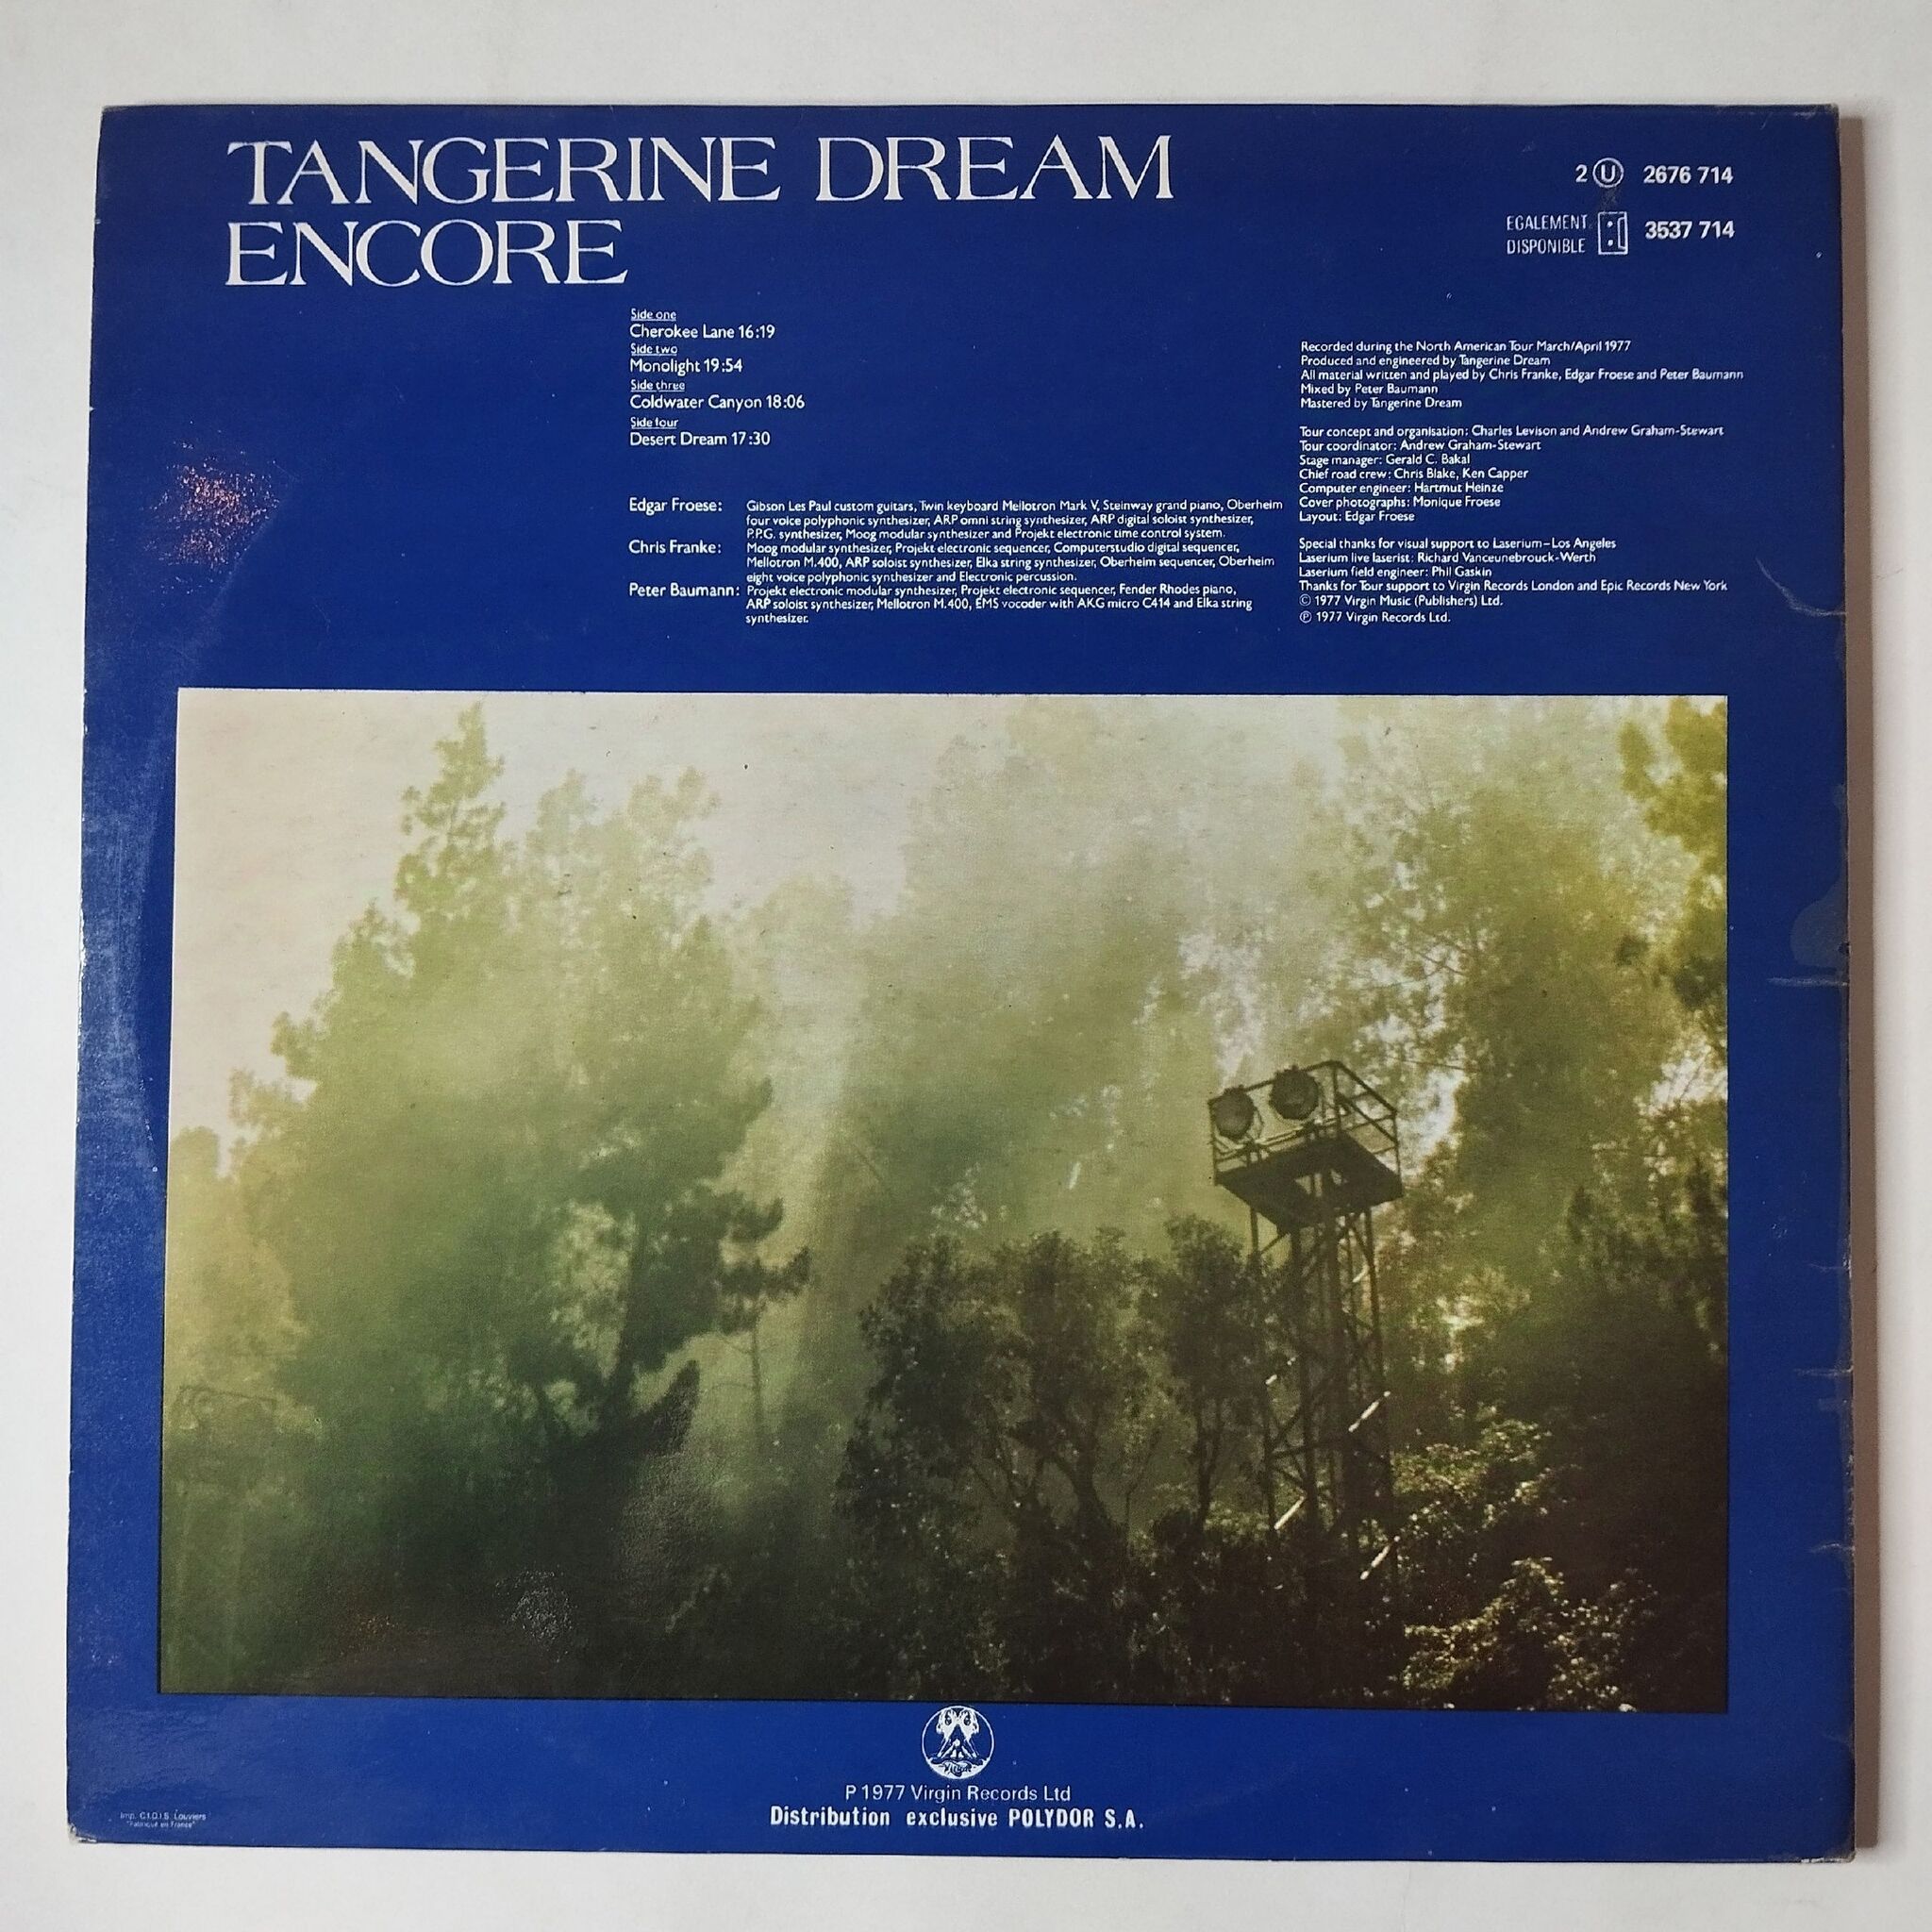 TANGERINE DREAM
ENCORE
2 U 2676 714
EGALEMENT
DISPONIBLE 3537 714
Side one
Cherokee Lane 16:19
Side two
Monolight 19:54
Side three
Coldwater Canyon 18:06
Side four
Desert Dream 17:30
Edgar Froese: Gibson Les Paul custom guitars, Twin keyboard Mellotron Mark V, Steinway grand piano, Oberheim
four voice polyphonic synthesizer, ARP omni string synthesizer, ARP digital soloist synthesizer,
P.P.G. synthesizer, Moog modular synthesizer and Projekt electronic time control system.
Chris Franke: Moog modular synthesizer, Projekt electronic sequencer, Computerstudio digital sequencer,
Mellotron M.400, ARP soloist synthesizer, Elka string synthesizer, Oberheim sequencer, Oberheim
eight voice polyphonic synthesizer and Electronic percussion.
Peter Baumann: Projekt electronic modular synthesizer, Projekt electronic sequencer, Fender Rhodes piano,
ARP soloist synthesizer, Mellotron M.400, EMS vocoder with AKG micro C414 and Elka string
synthesizer.
Recorded during the North American Tour March/April 1977
Produced and engineered by Tangerine Dream
All material written and played by Chris Franke, Edgar Froese and Peter Baumann
Mixed by Peter Baumann
Mastered by Tangerine Dream
Tour concept and organisation: Charles Levison and Andrew Graham-Stewart
Tour coordinator: Andrew Graham-Stewart
Stage manager: Gerald C. Bakal
Chief road crew: Chris Blake, Ken Capper
Computer engineer: Hartmut Heinze
Cover photographs: Monique Froese
Layout: Edgar Froese
Special thanks for visual support to Laserium–Los Angeles
Laserium live laserist: Richard Vanceunebrouck-Werth
Laserium field engineer: Phil Gaskin
Thanks for Tour support to Virgin Records London and Epic Records New York
© 1977 Virgin Music (Publishers) Ltd.
℗ 1977 Virgin Records Ltd.
Virgin
P 1977 Virgin Records Ltd
Distribution exclusive POLYDOR S.A.
Imp. C.I.D.I.S. Louviers
"Fabriqué en France"